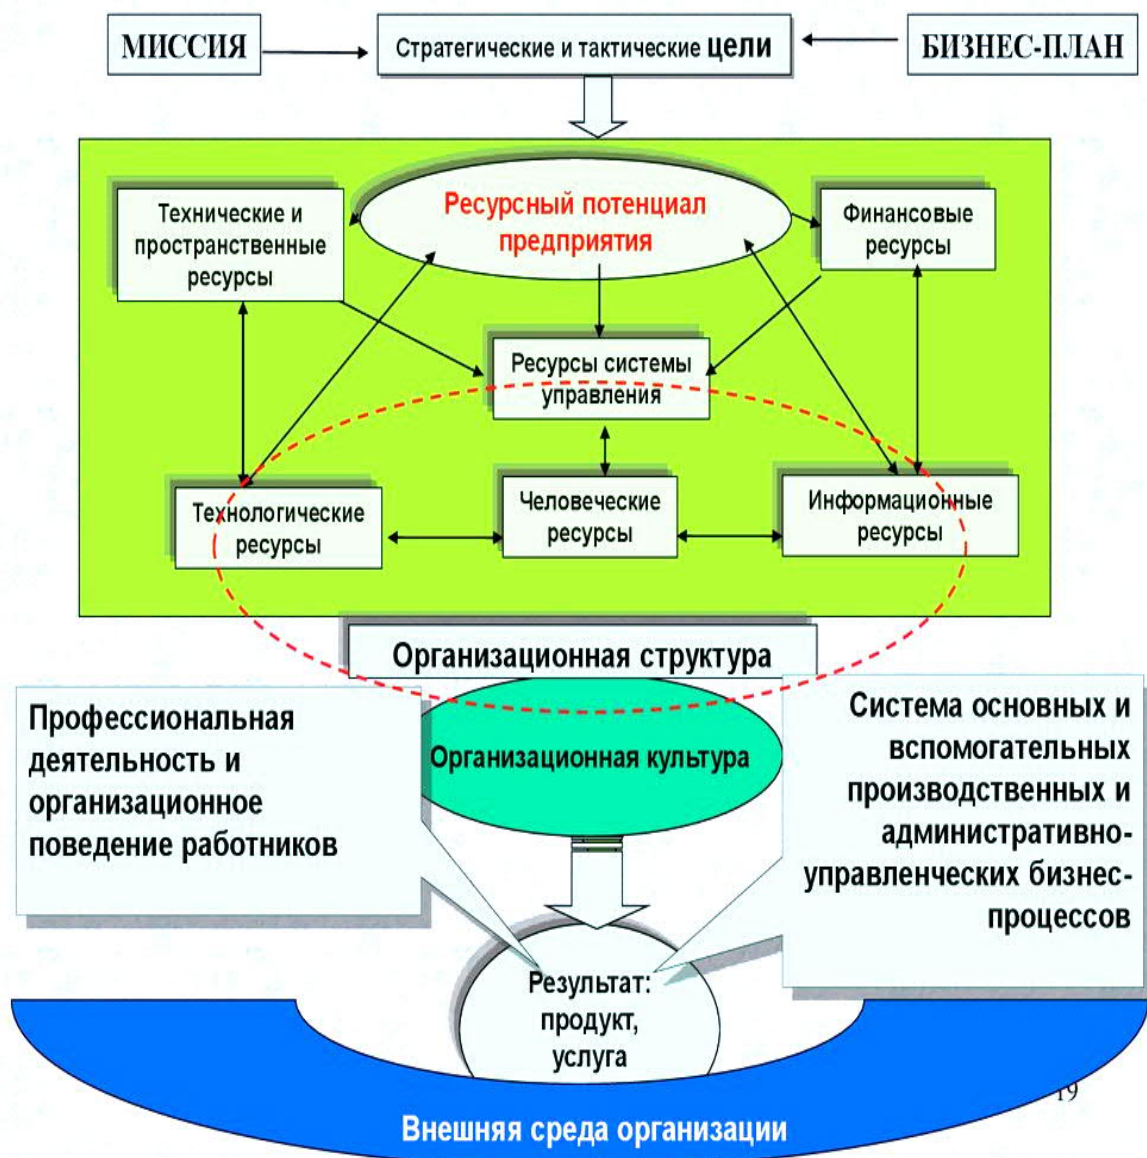 МИССИЯ
Стратегические и тактические цели
БИЗНЕС-ПЛАН
Технические и
пространственные
ресурсы
Ресурсный потенциал
предприятия
Финансовые
ресурсы
Ресурсы системы
управления
Технологические
ресурсы
Человеческие
ресурсы
Информационные
ресурсы
Организационная структура
Профессиональная
деятельность и
организационное
поведение работников
Организационная культура
Система основных и
вспомогательных
производственных и
административно-
управленческих бизнес-
процессов
Результат:
продукт,
услуга
19
Внешняя среда организации